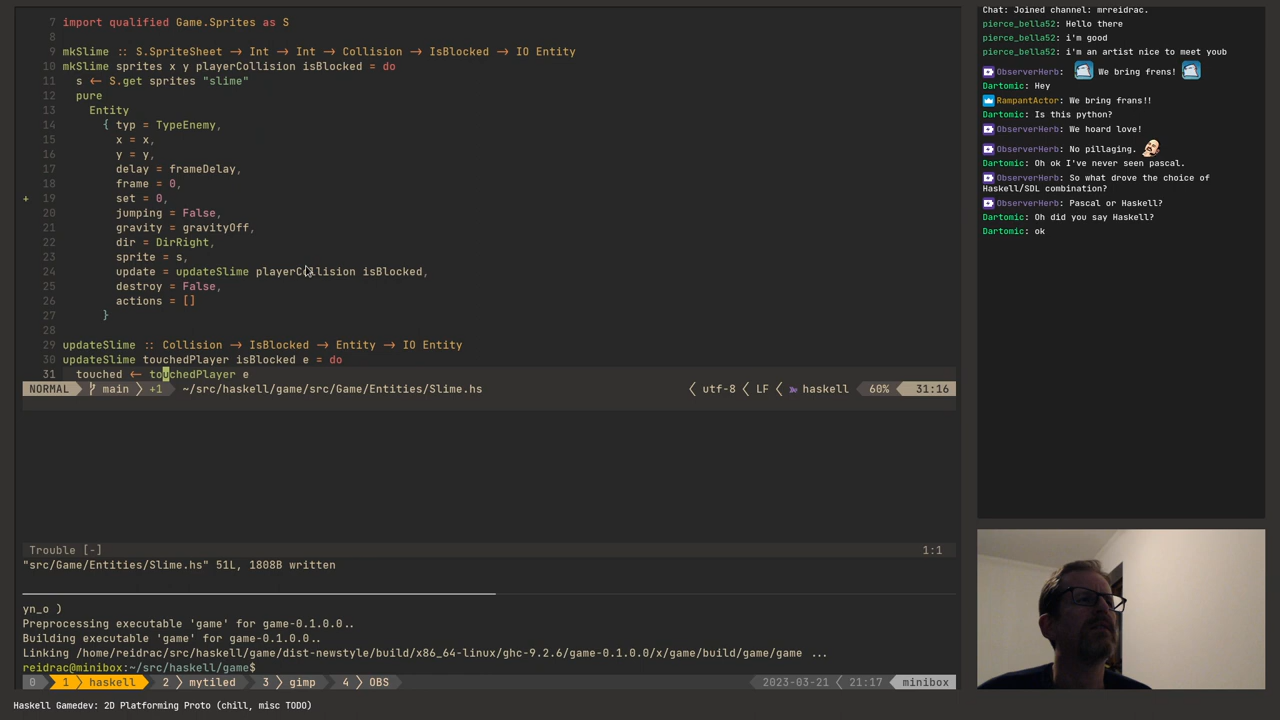 7 import qualified Game.Sprites as S
8
9 mkSlime :: S.SpriteSheet → Int → Int → Collision → IsBlocked → IO Entity
10 mkSlime sprites x y playerCollision isBlocked = do
11 s ← S.get sprites "slime"
12 pure
13 Entity
14 { typ = TypeEnemy,
15 x = x,
16 y = y,
17 delay = frameDelay,
18 frame = 0,
+ 19 set = 0,
20 jumping = False,
21 gravity = gravityOff,
22 dir = DirRight,
23 sprite = s,
24 update = updateSlime playerCollision isBlocked,
25 destroy = False,
26 actions = []
27 }
28
29 updateSlime :: Collision → IsBlocked → Entity → IO Entity
30 updateSlime touchedPlayer isBlocked e = do
31 touched ← touchedPlayer e
NORMAL main +1 ~/src/haskell/game/src/Game/Entities/Slime.hs utf-8 LF haskell 60% 31:16
Trouble [-] 1:1
"src/Game/Entities/Slime.hs" 51L, 1808B written
yn_o )
Preprocessing executable 'game' for game-0.1.0.0..
Building executable 'game' for game-0.1.0.0..
Linking /home/reidrac/src/haskell/game/dist-newstyle/build/x86_64-linux/ghc-9.2.6/game-0.1.0.0/x/game/build/game/game ...
reidrac@minibox:~/src/haskell/game$
0 1 haskell 2 mytiled 3 gimp 4 OBS 2023-03-21 21:17 minibox
Haskell Gamedev: 2D Platforming Proto (chill, misc TODO)
Chat: Joined channel: mrreidrac.
pierce_bella52: Hello there
pierce_bella52: i'm good
pierce_bella52: i'm an artist nice to meet youb
ObserverHerb: We bring frens!
Dartomic: Hey
RampantActor: We bring frans!!
Dartomic: Is this python?
ObserverHerb: We hoard love!
ObserverHerb: No pillaging.
Dartomic: Oh ok I've never seen pascal.
ObserverHerb: So what drove the choice of
Haskell/SDL combination?
ObserverHerb: Pascal or Haskell?
Dartomic: Oh did you say Haskell?
Dartomic: ok